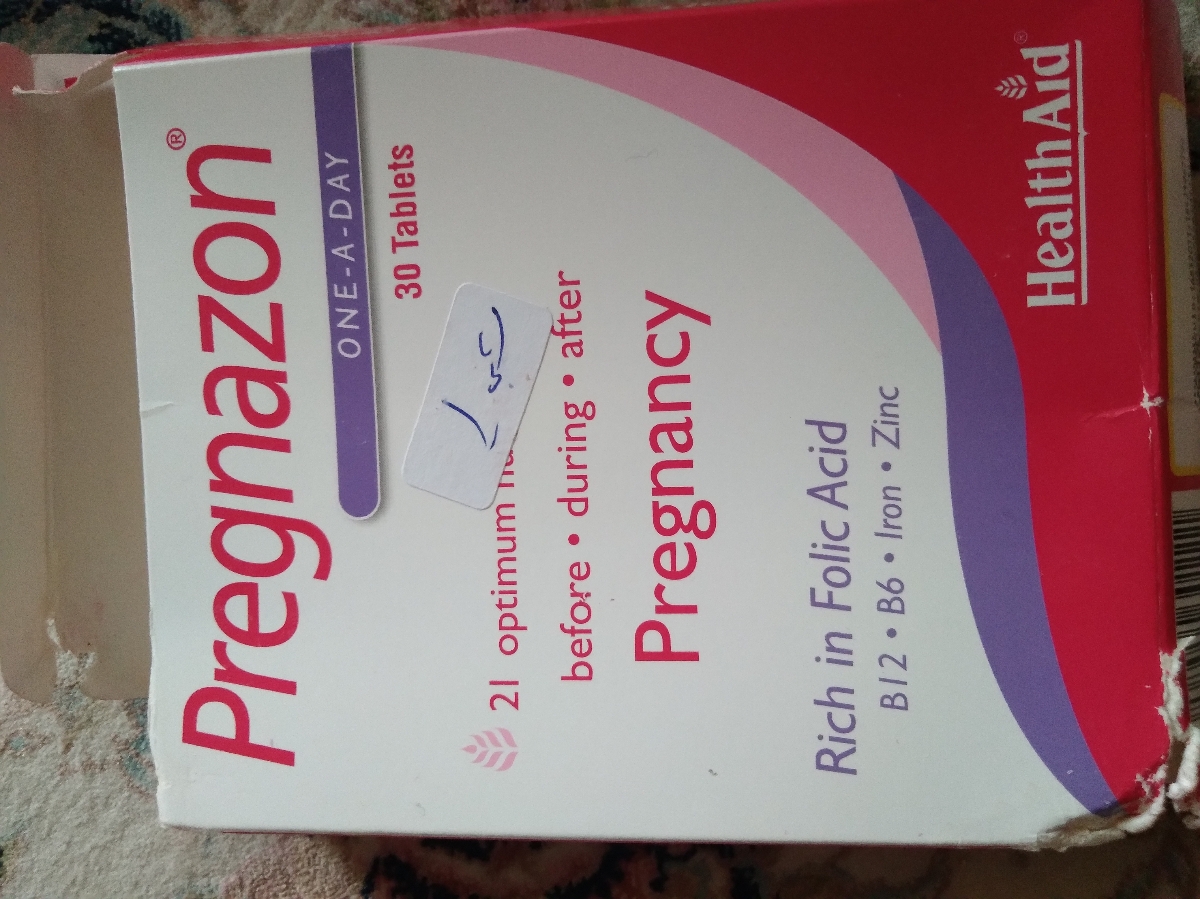 Pregnazon®
ONE-A-DAY
30 Tablets
21 optimum
before • during • after
Pregnancy
Rich in Folic Acid
B12 • B6 • Iron • Zinc
HealthAid®